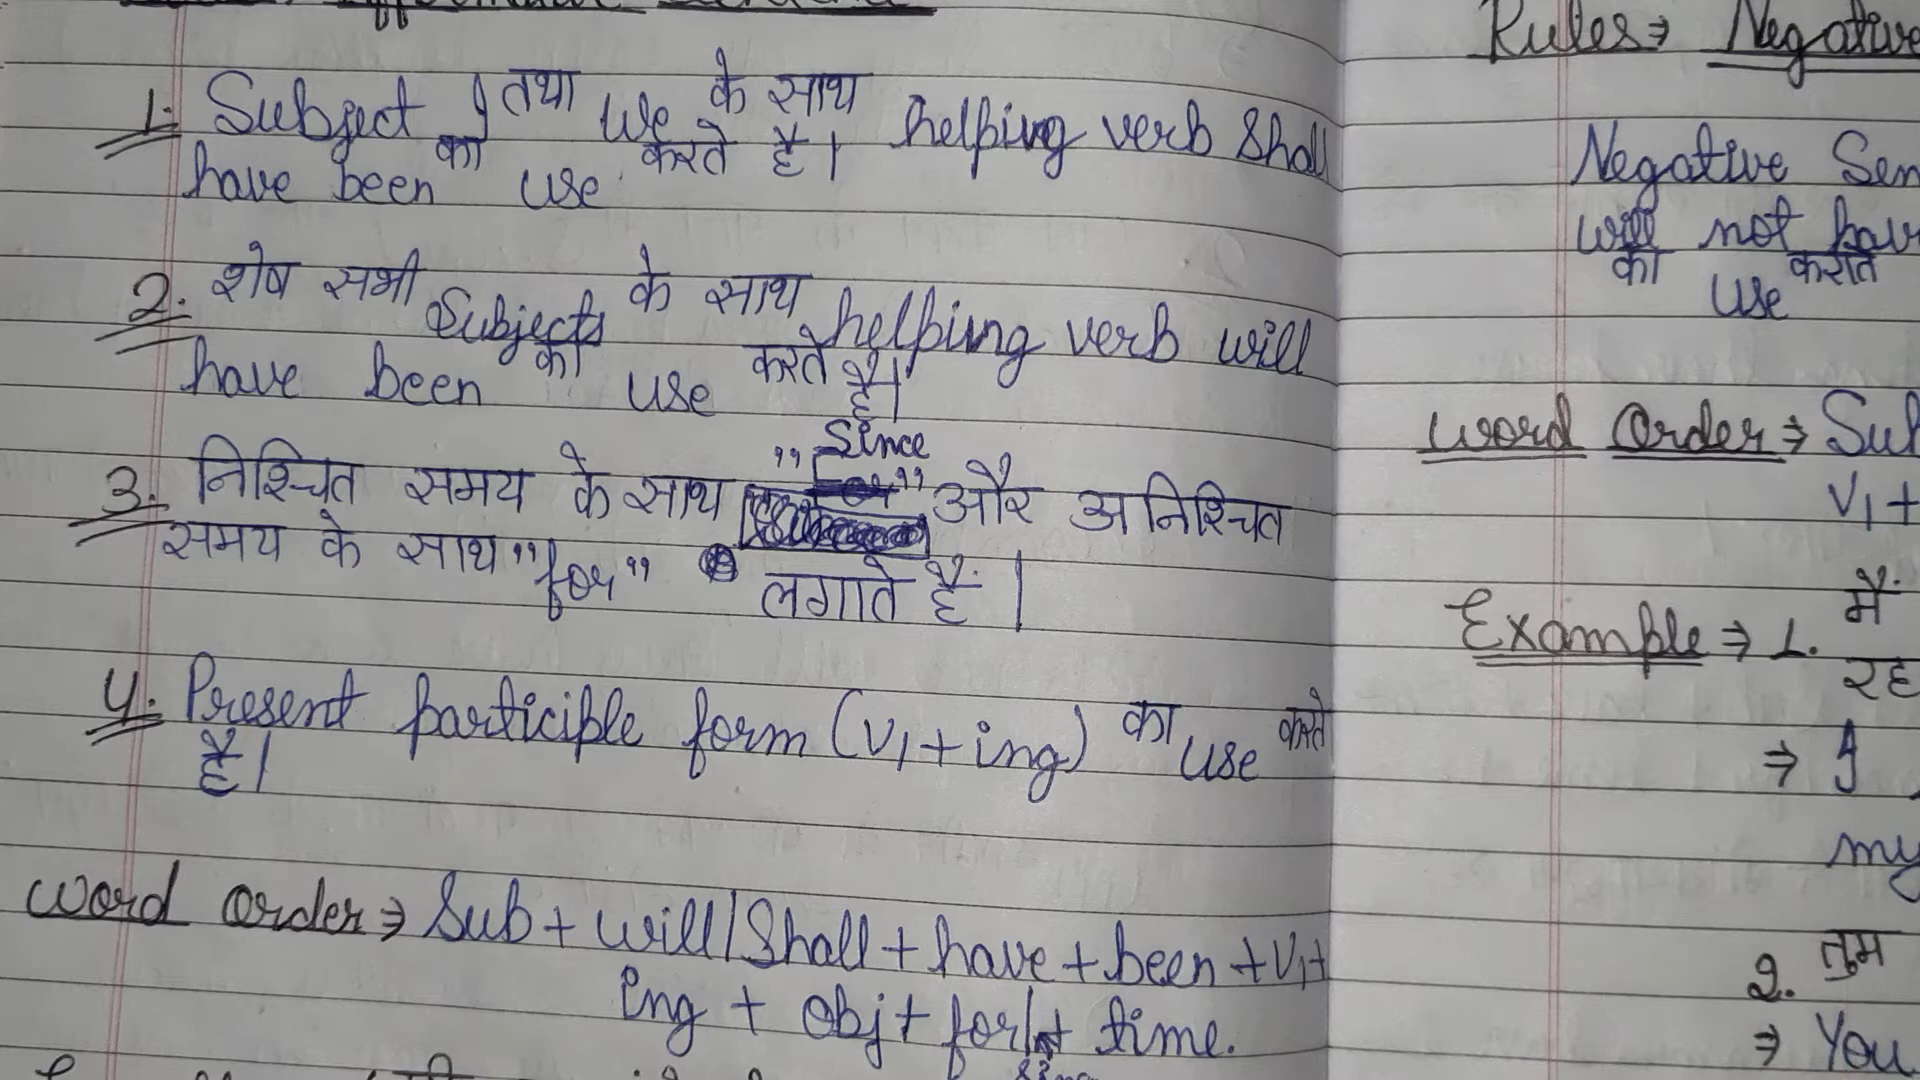 1. Subject I तथा We के साथ helping verb Shall
have been का use करते हैं।
2. शेष सभी Subjects के साथ helping verb will
have been का use करते हैं।
3. निश्चित समय के साथ "Since" और अनिश्चित
समय के साथ "for" लगाते हैं।
4. Present participle form (V1+ing) का use करते
हैं।
Word Order ⇒ Sub + will/Shall + have + been + V1+
ing + obj + for/ + time.
Rules ⇒ Negative
Negative Sen
will not hav
का use
Word Order ⇒ Sub
V1+
Example ⇒ 1. मैं
रह
⇒ I
my
2. तुम
⇒ You